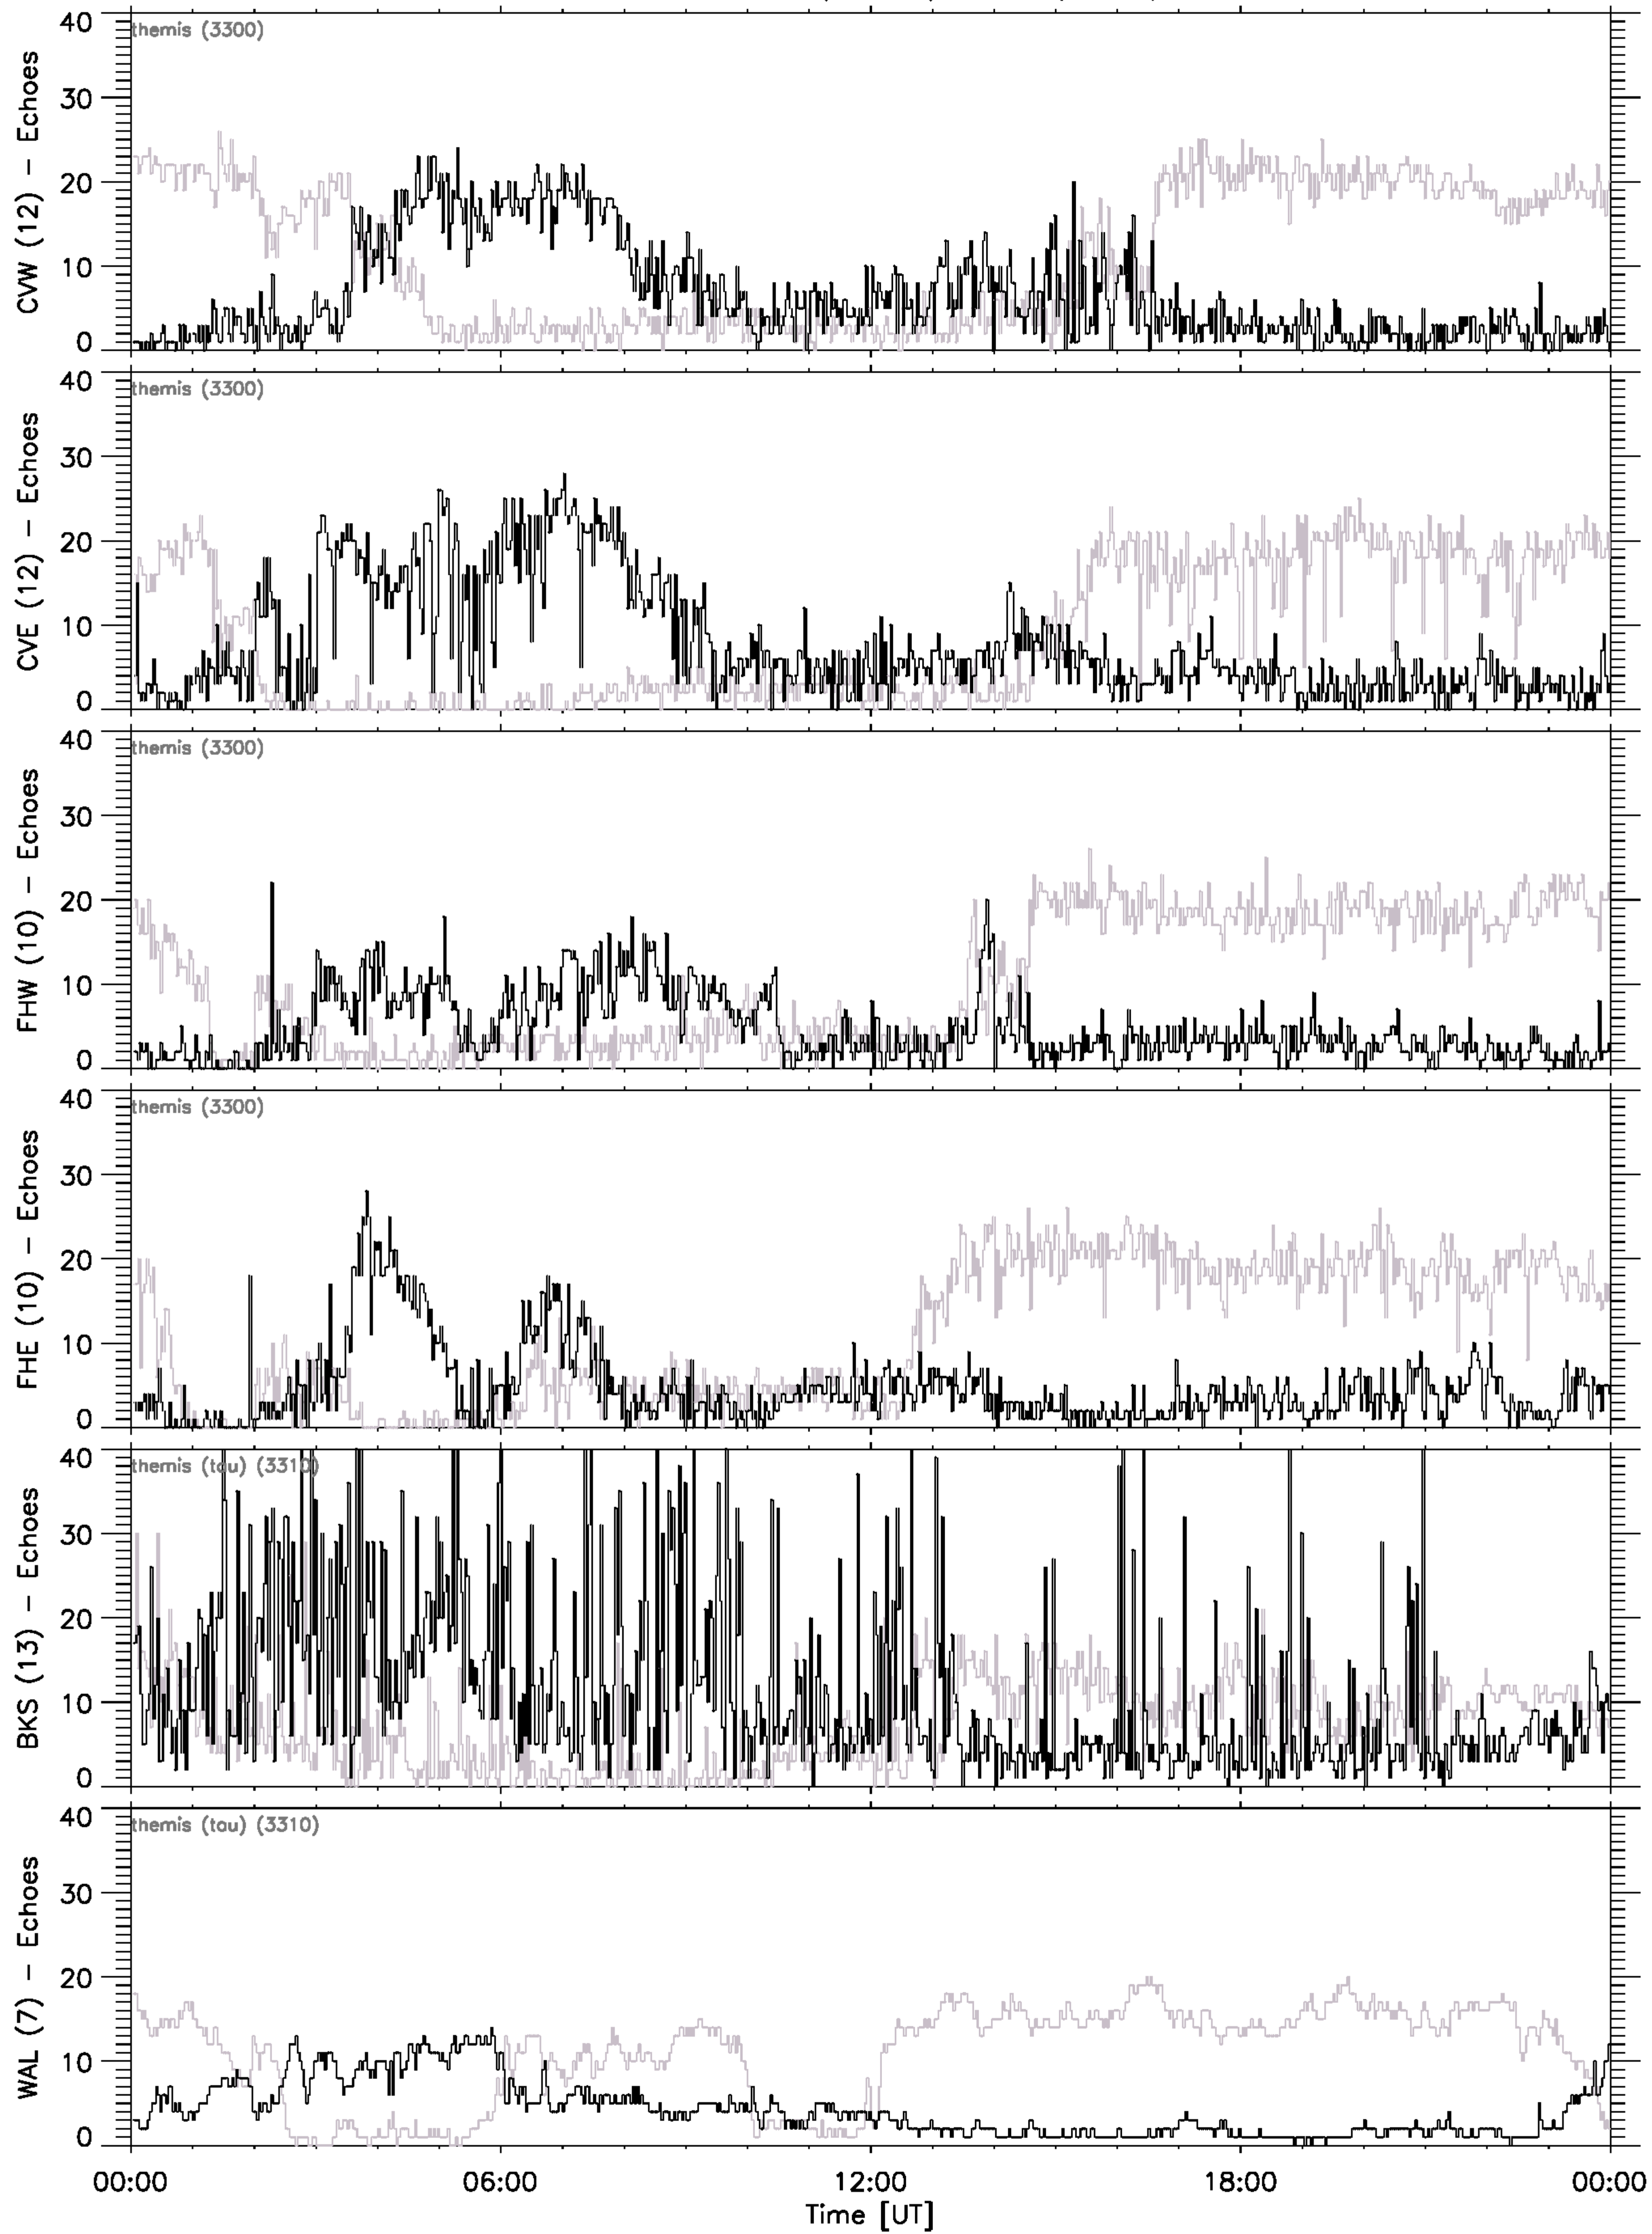 themis (3300)
40
30
20
10
0
CVW (12) – Echoes
themis (3300)
40
30
20
10
0
CVE (12) – Echoes
themis (3300)
40
30
20
10
0
FHW (10) – Echoes
themis (3300)
40
30
20
10
0
FHE (10) – Echoes
themis (tau) (3310)
40
30
20
10
0
BKS (13) – Echoes
themis (tau) (3310)
40
30
20
10
0
WAL (7) – Echoes
00:00 06:00 12:00 18:00 00:00
Time [UT]